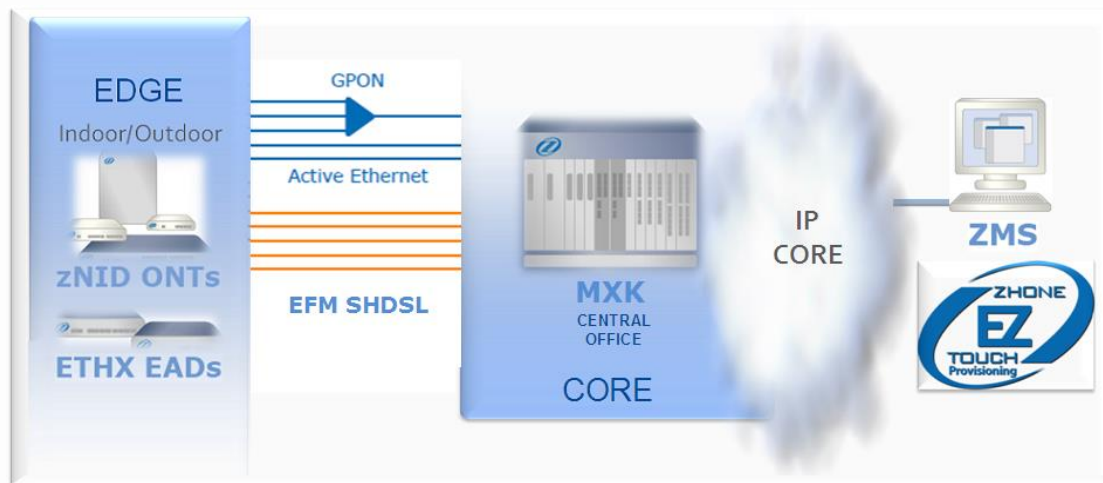 EDGE
Indoor/Outdoor
zNID ONTs
ETHX EADs
GPON
Active Ethernet
EFM SHDSL
MXK
CENTRAL
OFFICE
CORE
IP
CORE
ZMS
ZHONE
EZ
TOUCH
Provisioning